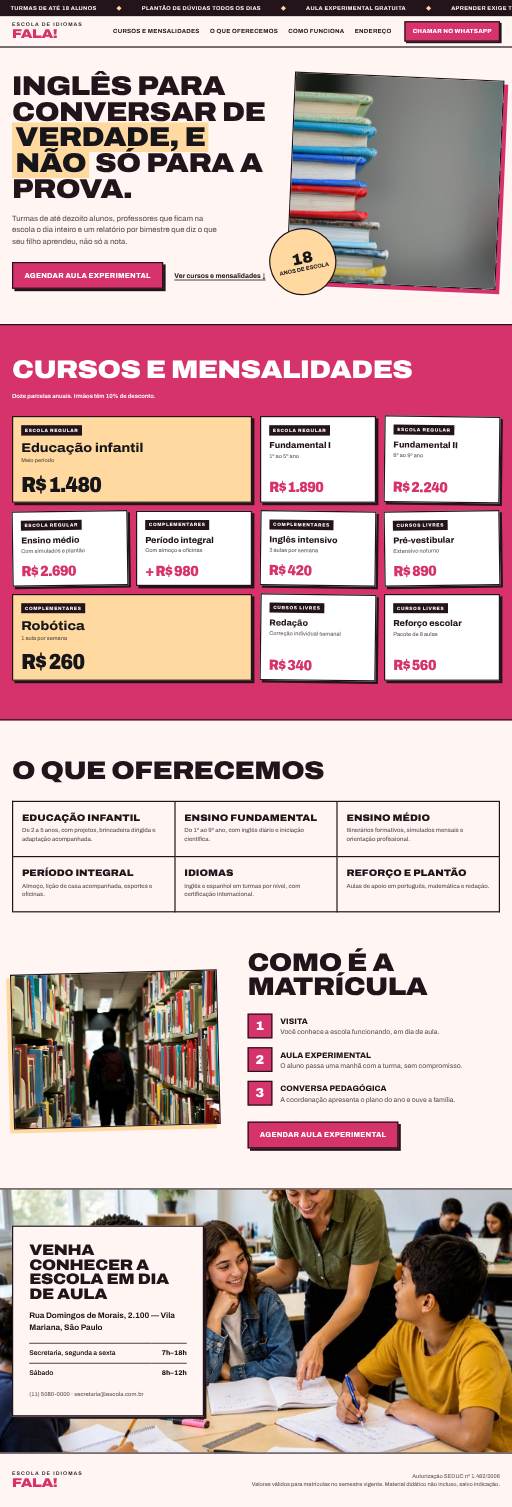 TURMAS DE ATÉ 18 ALUNOS ◆ PLANTÃO DE DÚVIDAS TODOS OS DIAS ◆ AULA EXPERIMENTAL GRATUITA ◆ APRENDER EXIGE T
ESCOLA DE IDIOMAS
FALA!
CURSOS E MENSALIDADES
O QUE OFERECEMOS
COMO FUNCIONA
ENDEREÇO
CHAMAR NO WHATSAPP
INGLÊS PARA
CONVERSAR DE
VERDADE, E
NÃO SÓ PARA A
PROVA.
Turmas de até dezoito alunos, professores que ficam na
escola o dia inteiro e um relatório por bimestre que diz o que
seu filho aprendeu, não só a nota.
AGENDAR AULA EXPERIMENTAL
Ver cursos e mensalidades ↓
18
ANOS DE ESCOLA
CURSOS E MENSALIDADES
Doze parcelas anuais. Irmãos têm 10% de desconto.
ESCOLA REGULAR
Educação infantil
Meio período
R$ 1.480
ESCOLA REGULAR
Fundamental I
1º ao 5º ano
R$ 1.890
ESCOLA REGULAR
Fundamental II
6º ao 9º ano
R$ 2.240
ESCOLA REGULAR
Ensino médio
Com simulados e plantão
R$ 2.690
COMPLEMENTARES
Período integral
Com almoço e oficinas
+ R$ 980
COMPLEMENTARES
Inglês intensivo
3 aulas por semana
R$ 420
CURSOS LIVRES
Pré-vestibular
Extensivo noturno
R$ 890
COMPLEMENTARES
Robótica
1 aula por semana
R$ 260
CURSOS LIVRES
Redação
Correção individual semanal
R$ 340
CURSOS LIVRES
Reforço escolar
Pacote de 8 aulas
R$ 560
O QUE OFERECEMOS
EDUCAÇÃO INFANTIL
De 2 a 5 anos, com projetos, brincadeira dirigida e
adaptação acompanhada.
ENSINO FUNDAMENTAL
Do 1º ao 9º ano, com inglês diário e iniciação
científica.
ENSINO MÉDIO
Itinerários formativos, simulados mensais e
orientação profissional.
PERÍODO INTEGRAL
Almoço, lição de casa acompanhada, esportes e
oficinas.
IDIOMAS
Inglês e espanhol em turmas por nível, com
certificação internacional.
REFORÇO E PLANTÃO
Aulas de apoio em português, matemática e redação.
COMO É A
MATRÍCULA
1
VISITA
Você conhece a escola funcionando, em dia de aula.
2
AULA EXPERIMENTAL
O aluno passa uma manhã com a turma, sem compromisso.
3
CONVERSA PEDAGÓGICA
A coordenação apresenta o plano do ano e ouve a família.
AGENDAR AULA EXPERIMENTAL
VENHA
CONHECER A
ESCOLA EM DIA
DE AULA
Rua Domingos de Morais, 2.100 — Vila
Mariana, São Paulo
Secretaria, segunda a sexta 7h–18h
Sábado 8h–12h
(11) 5080-0000 · secretaria@escola.com.br
ESCOLA DE IDIOMAS
FALA!
Autorização SEDUC nº 1.462/2008
Valores válidos para matrículas no semestre vigente. Material didático não incluso, salvo indicação.